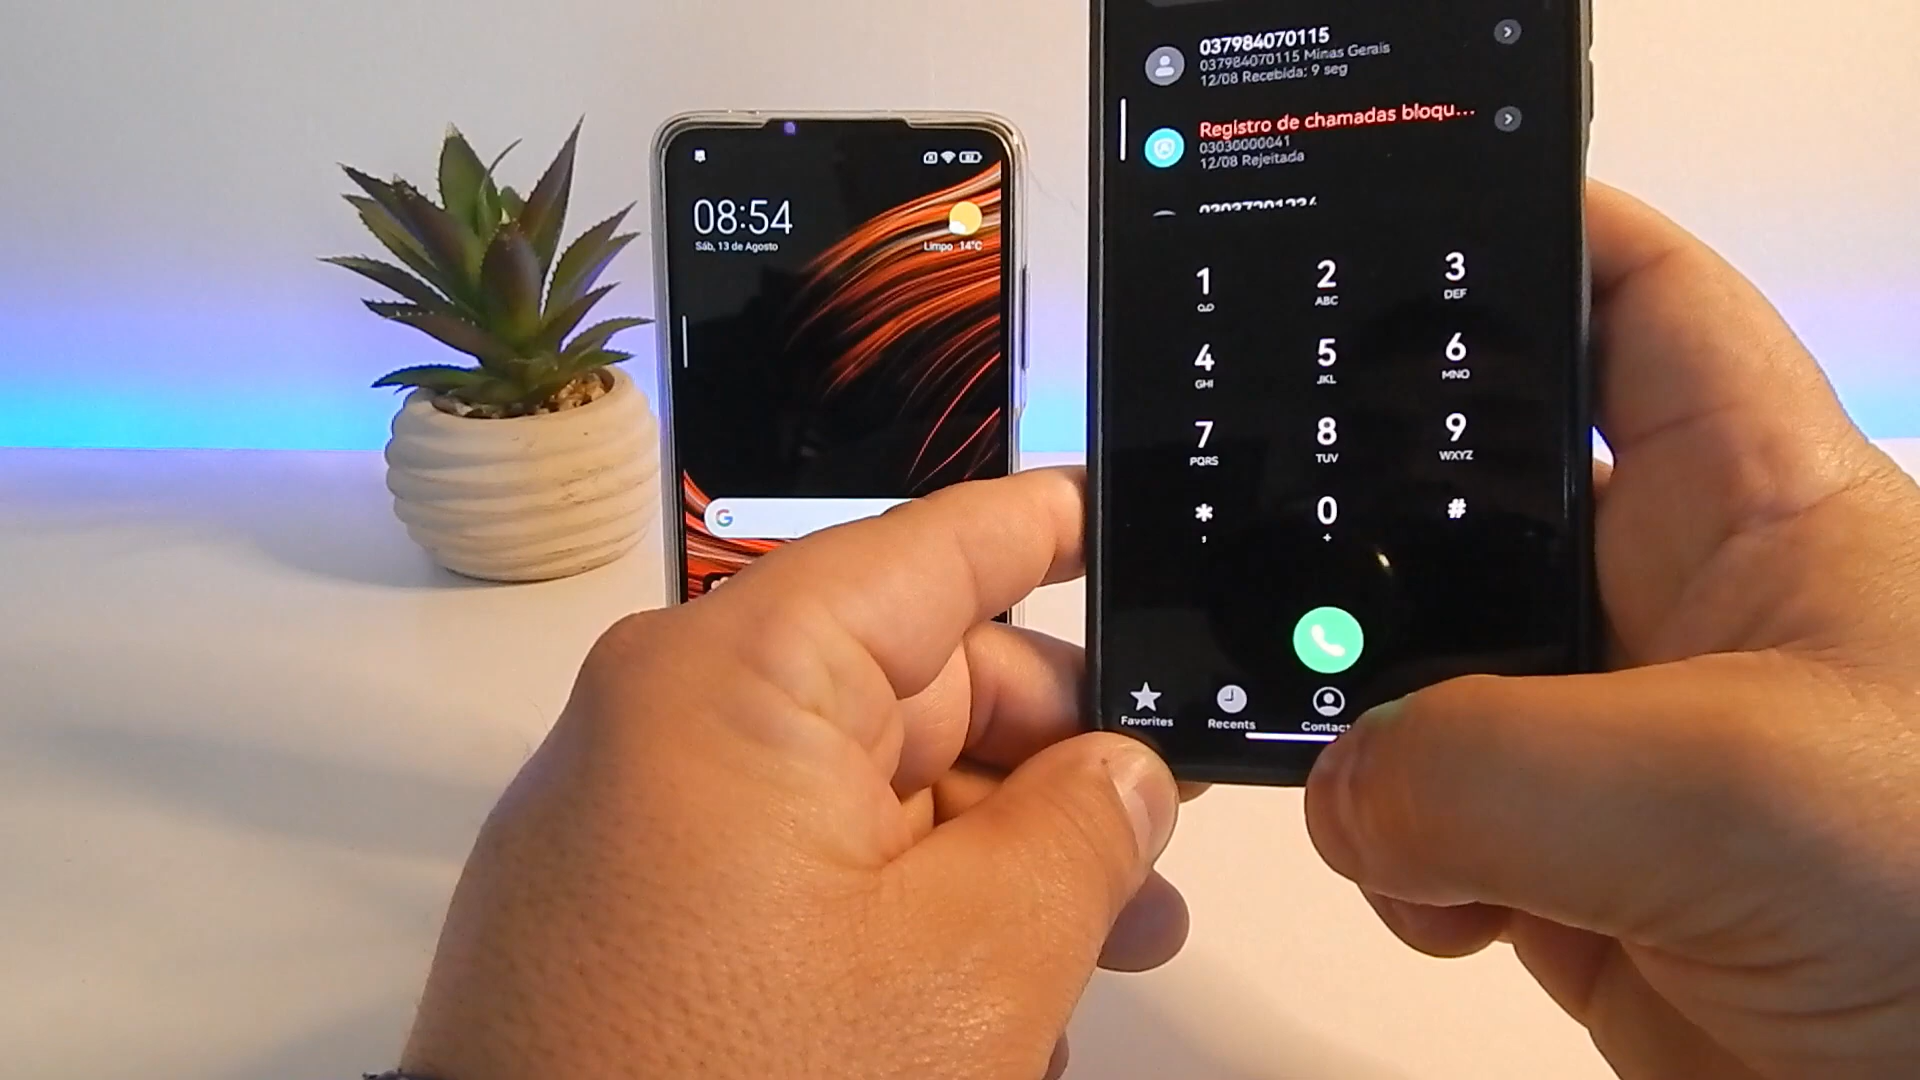 08:54
Sáb, 13 de Agosto
Limpo 14°C
G
037984070115
037984070115 Minas Gerais
12/08 Recebida: 9 seg
Registro de chamadas bloqu...
03030000041
12/08 Rejeitada
1
2
ABC
3
DEF
4
GHI
5
JKL
6
MNO
7
PQRS
8
TUV
9
WXYZ
*
,
0
+
#
Favorites
Recents
Contact